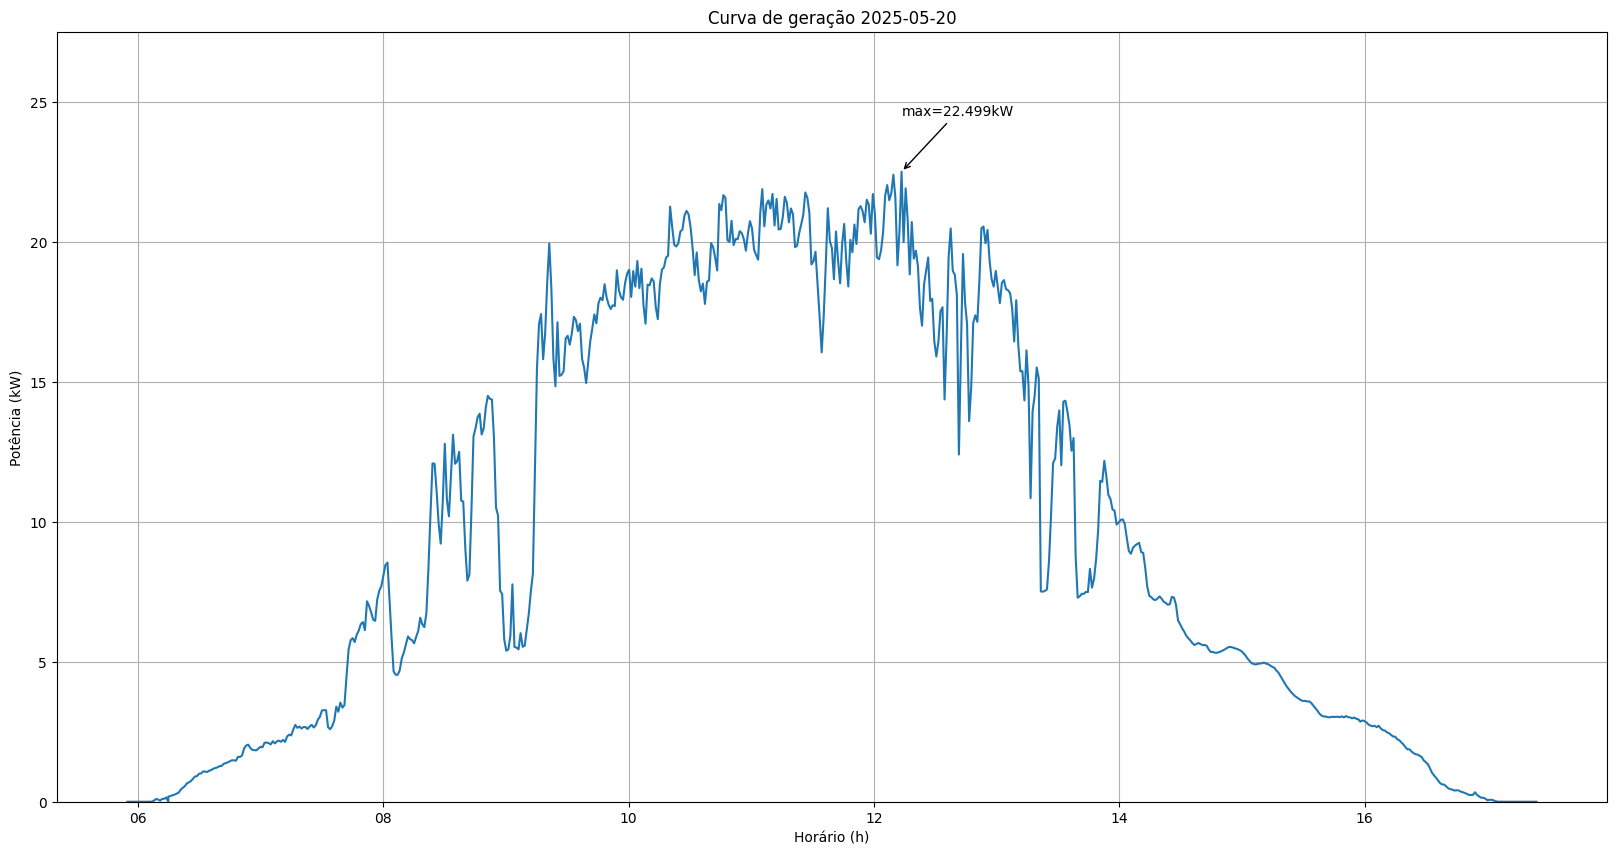 Curva de geração 2025-05-20
max=22.499kW
25
20
15
10
5
0
Potência (kW)
06 08 10 12 14 16
Horário (h)